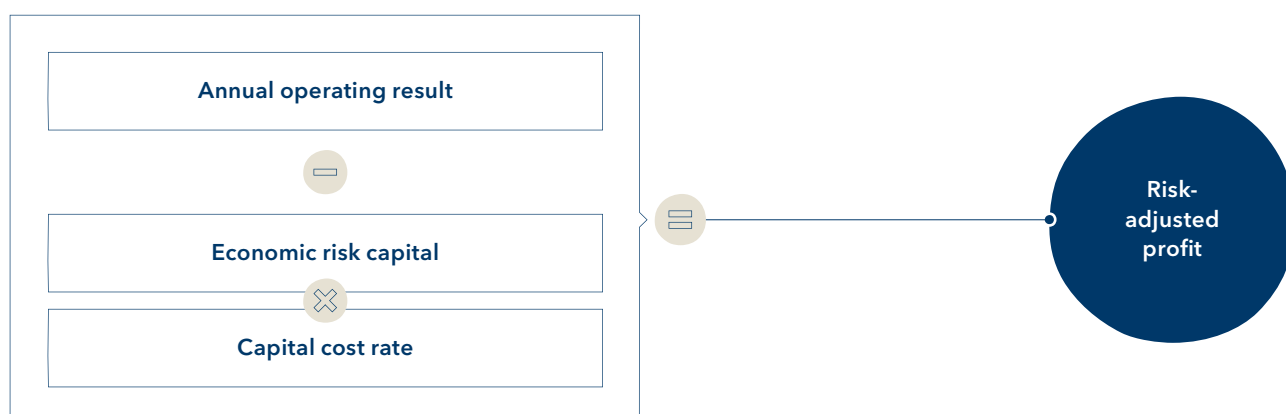 Annual operating result
Economic risk capital
Capital cost rate
Risk-
adjusted
profit